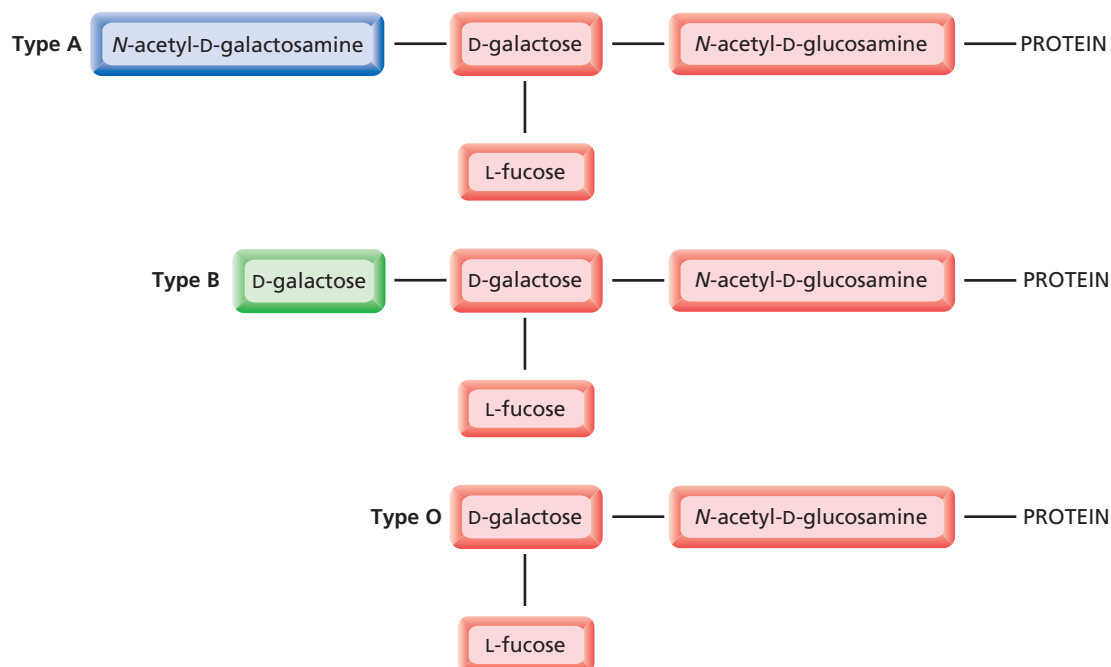 Type A N-acetyl-D-galactosamine D-galactose N-acetyl-D-glucosamine PROTEIN
L-fucose
Type B D-galactose D-galactose N-acetyl-D-glucosamine PROTEIN
L-fucose
Type O D-galactose N-acetyl-D-glucosamine PROTEIN
L-fucose